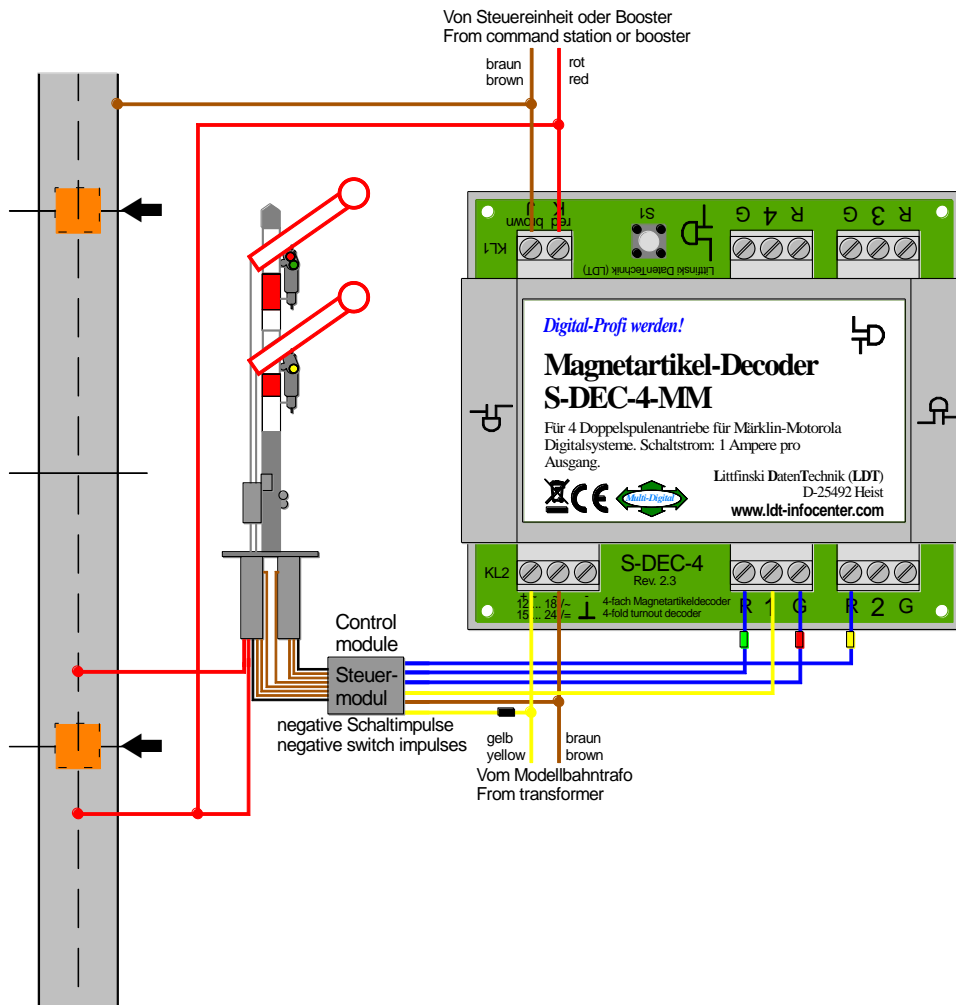 Von Steuereinheit oder Booster
From command station or booster
braun
brown
rot
red
J K
brown red
KL1
S1
Littfinski DatenTechnik (LDT)
G 4 R
G 3 R
Digital-Profi werden!
Magnetartikel-Decoder
S-DEC-4-MM
Für 4 Doppelspulenantriebe für Märklin-Motorola
Digitalsysteme. Schaltstrom: 1 Ampere pro
Ausgang.
CE
Multi-Digital
Littfinski DatenTechnik (LDT)
D-25492 Heist
www.ldt-infocenter.com
KL2
S-DEC-4
Rev. 2.3
12 ... 18V~
15 ... 24V=
4-fach Magnetartikeldecoder
4-fold turnout decoder
R 1 G
R 2 G
Control
module
Steuer-
modul
negative Schaltimpulse
negative switch impulses
gelb
yellow
braun
brown
Vom Modellbahntrafo
From transformer